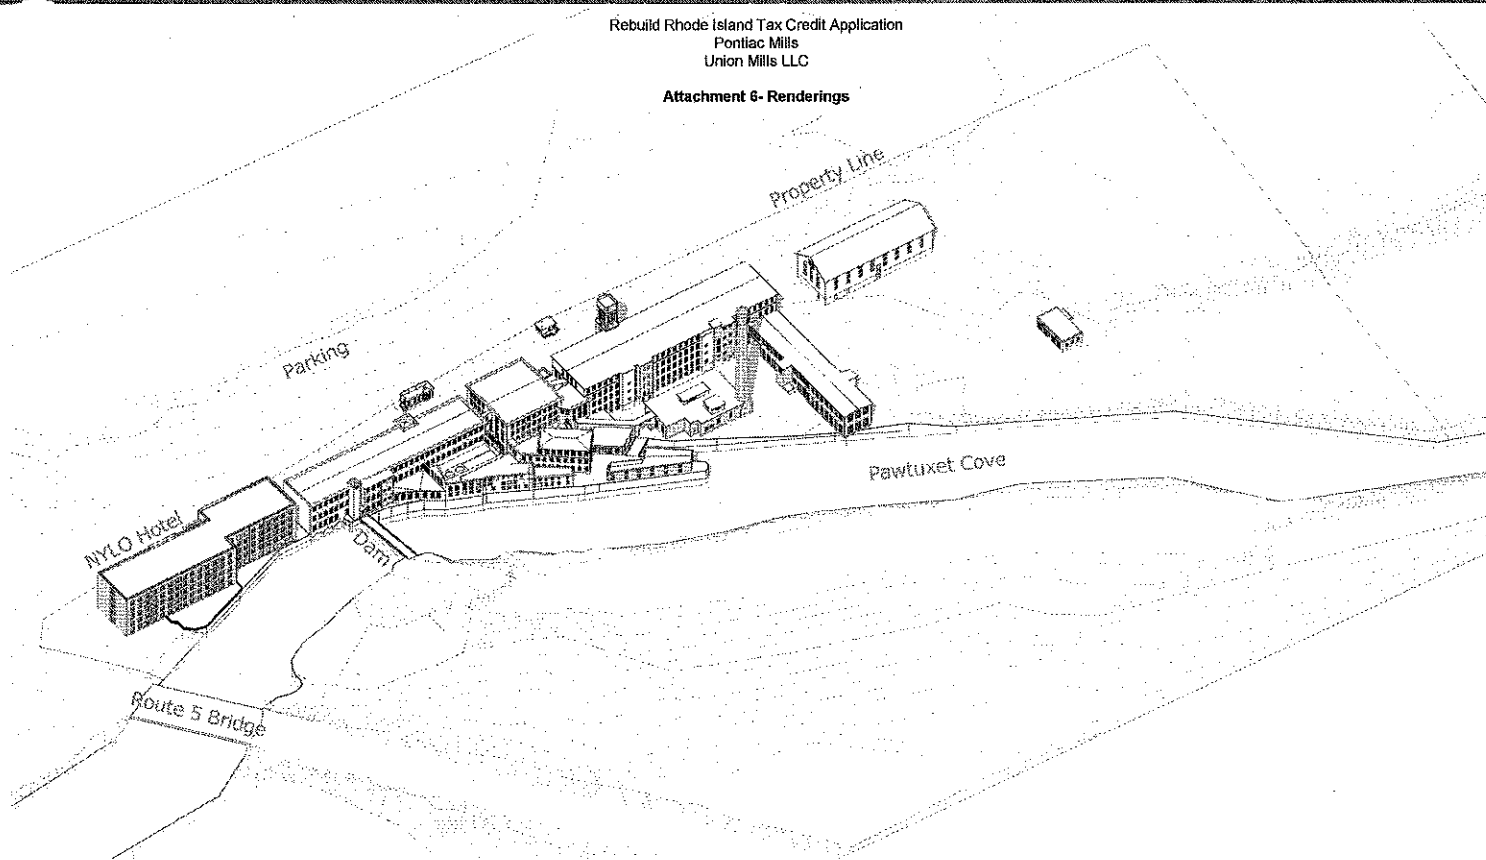 Rebuild Rhode Island Tax Credit Application
Pontiac Mills
Union Mills LLC
Attachment 6- Renderings
Property Line
Parking
Pawtuxet Cove
NYLO Hotel
Dam
Route 5 Bridge